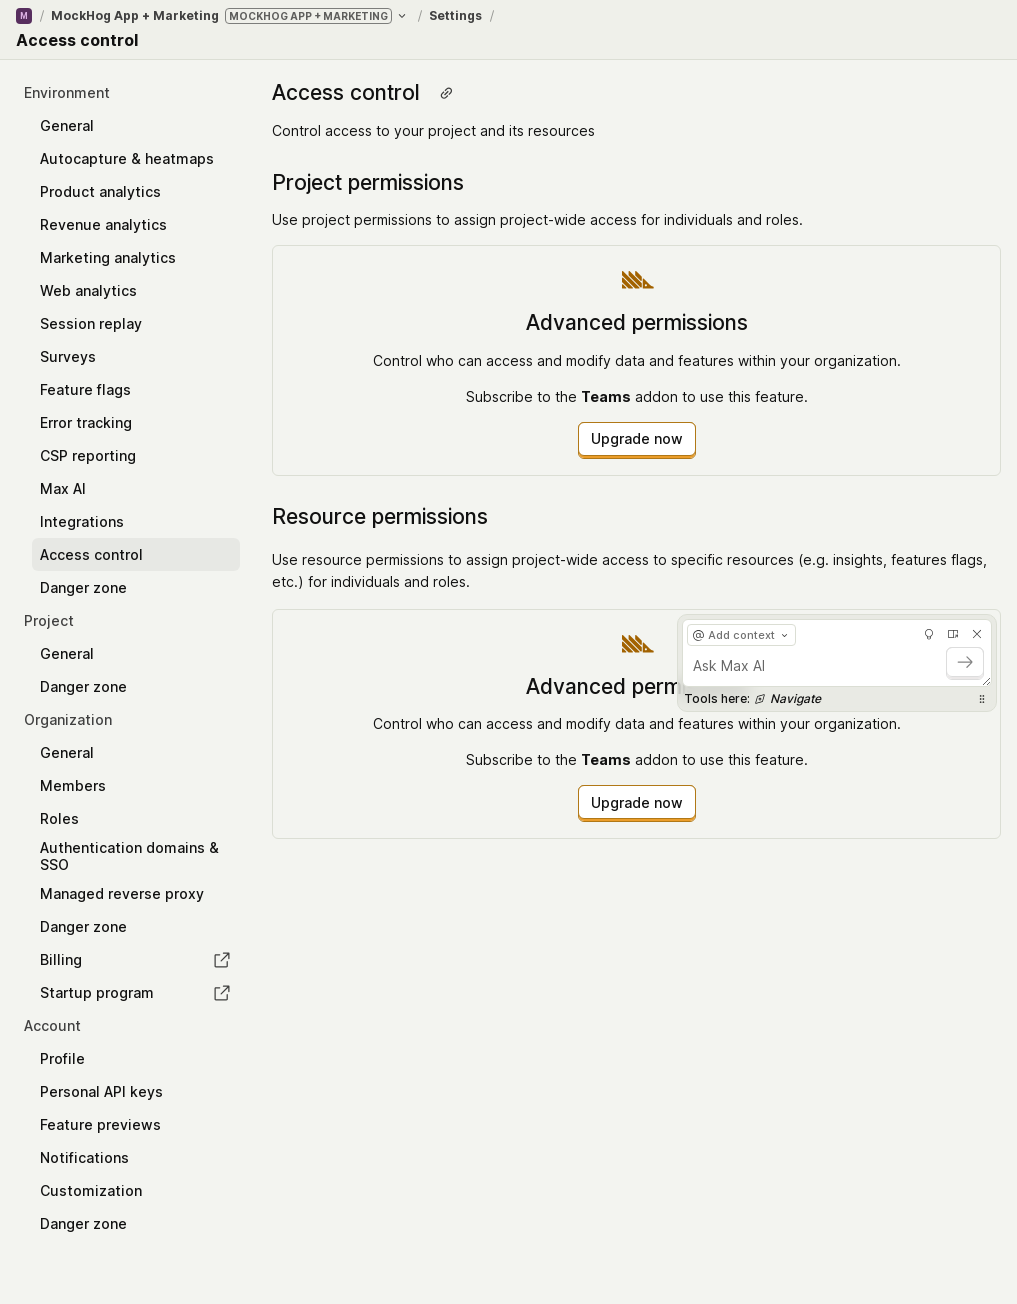 M / MockHog App + Marketing MOCKHOG APP + MARKETING / Settings /
Access control
Environment
General
Autocapture & heatmaps
Product analytics
Revenue analytics
Marketing analytics
Web analytics
Session replay
Surveys
Feature flags
Error tracking
CSP reporting
Max AI
Integrations
Access control
Danger zone
Project
General
Danger zone
Organization
General
Members
Roles
Authentication domains &
SSO
Managed reverse proxy
Danger zone
Billing
Startup program
Account
Profile
Personal API keys
Feature previews
Notifications
Customization
Danger zone
Access control
Control access to your project and its resources
Project permissions
Use project permissions to assign project-wide access for individuals and roles.
Advanced permissions
Control who can access and modify data and features within your organization.
Subscribe to the Teams addon to use this feature.
Upgrade now
Resource permissions
Use resource permissions to assign project-wide access to specific resources (e.g. insights, features flags,
etc.) for individuals and roles.
Advanced perm
Control who can access and modify data and features within your organization.
Subscribe to the Teams addon to use this feature.
Upgrade now
@ Add context
Ask Max AI
Tools here: Navigate